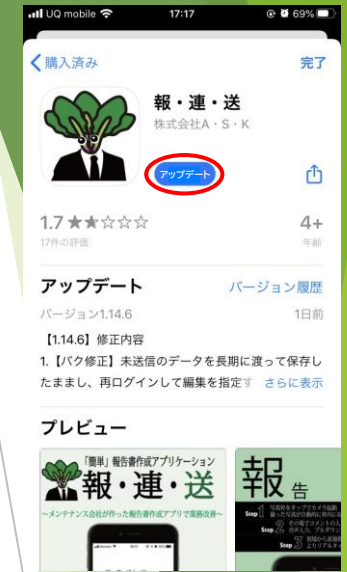 UQ mobile 17:17 69%
購入済み 完了
報・連・送
株式会社A・S・K
アップデート
1.7 ★★☆☆☆ 4+
17件の評価 年齢
アップデート バージョン履歴
バージョン1.14.6 1日前
【1.14.6】修正内容
1.【バク修正】未送信のデータを長期に渡って保存し
たままし、再ログインして編集を指定す さらに表示
プレビュー
「簡単」報告書作成アプリケーション
報・連・送
～メンテナンス会社が作った報告書作成アプリで業務改善～
報告
Step 1
Step 2
Step 3